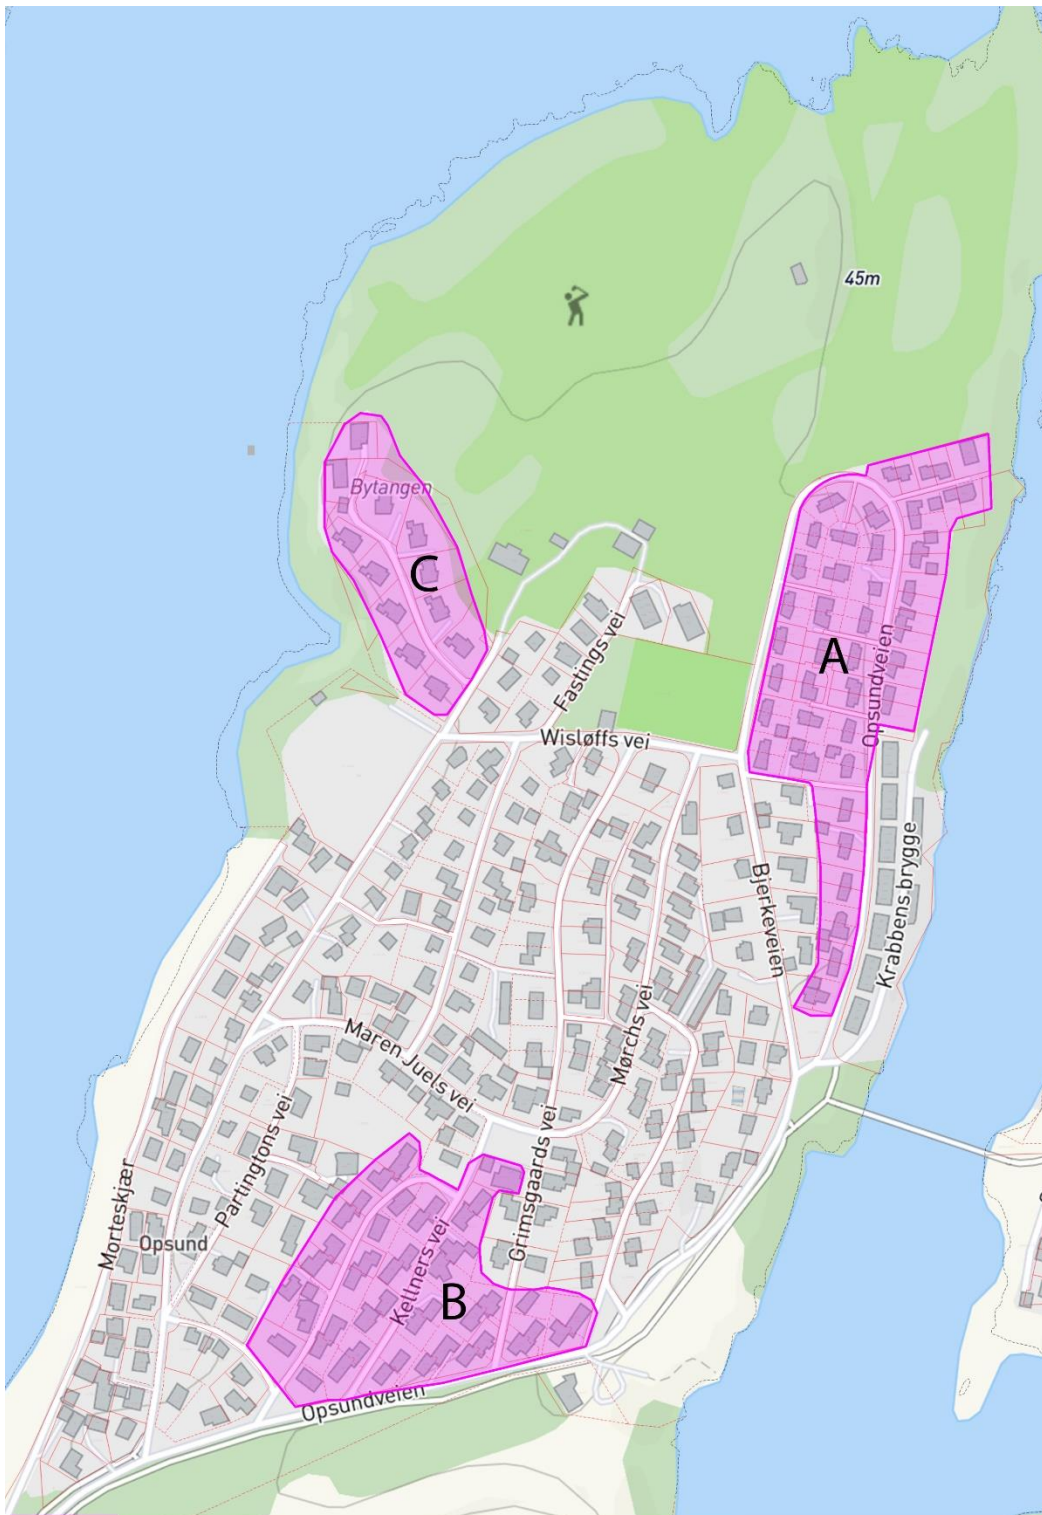 45m
Bytangen
C
A
Fastings vei
Opsundveien
Wisløffs vei
Krabbens brygge
Bjerkeveien
Mørchs vei
Maren Juels vei
Partingtons vei
Grimsgaards vei
Morteskjær
Opsund
Kellners vei
B
Opsundveien